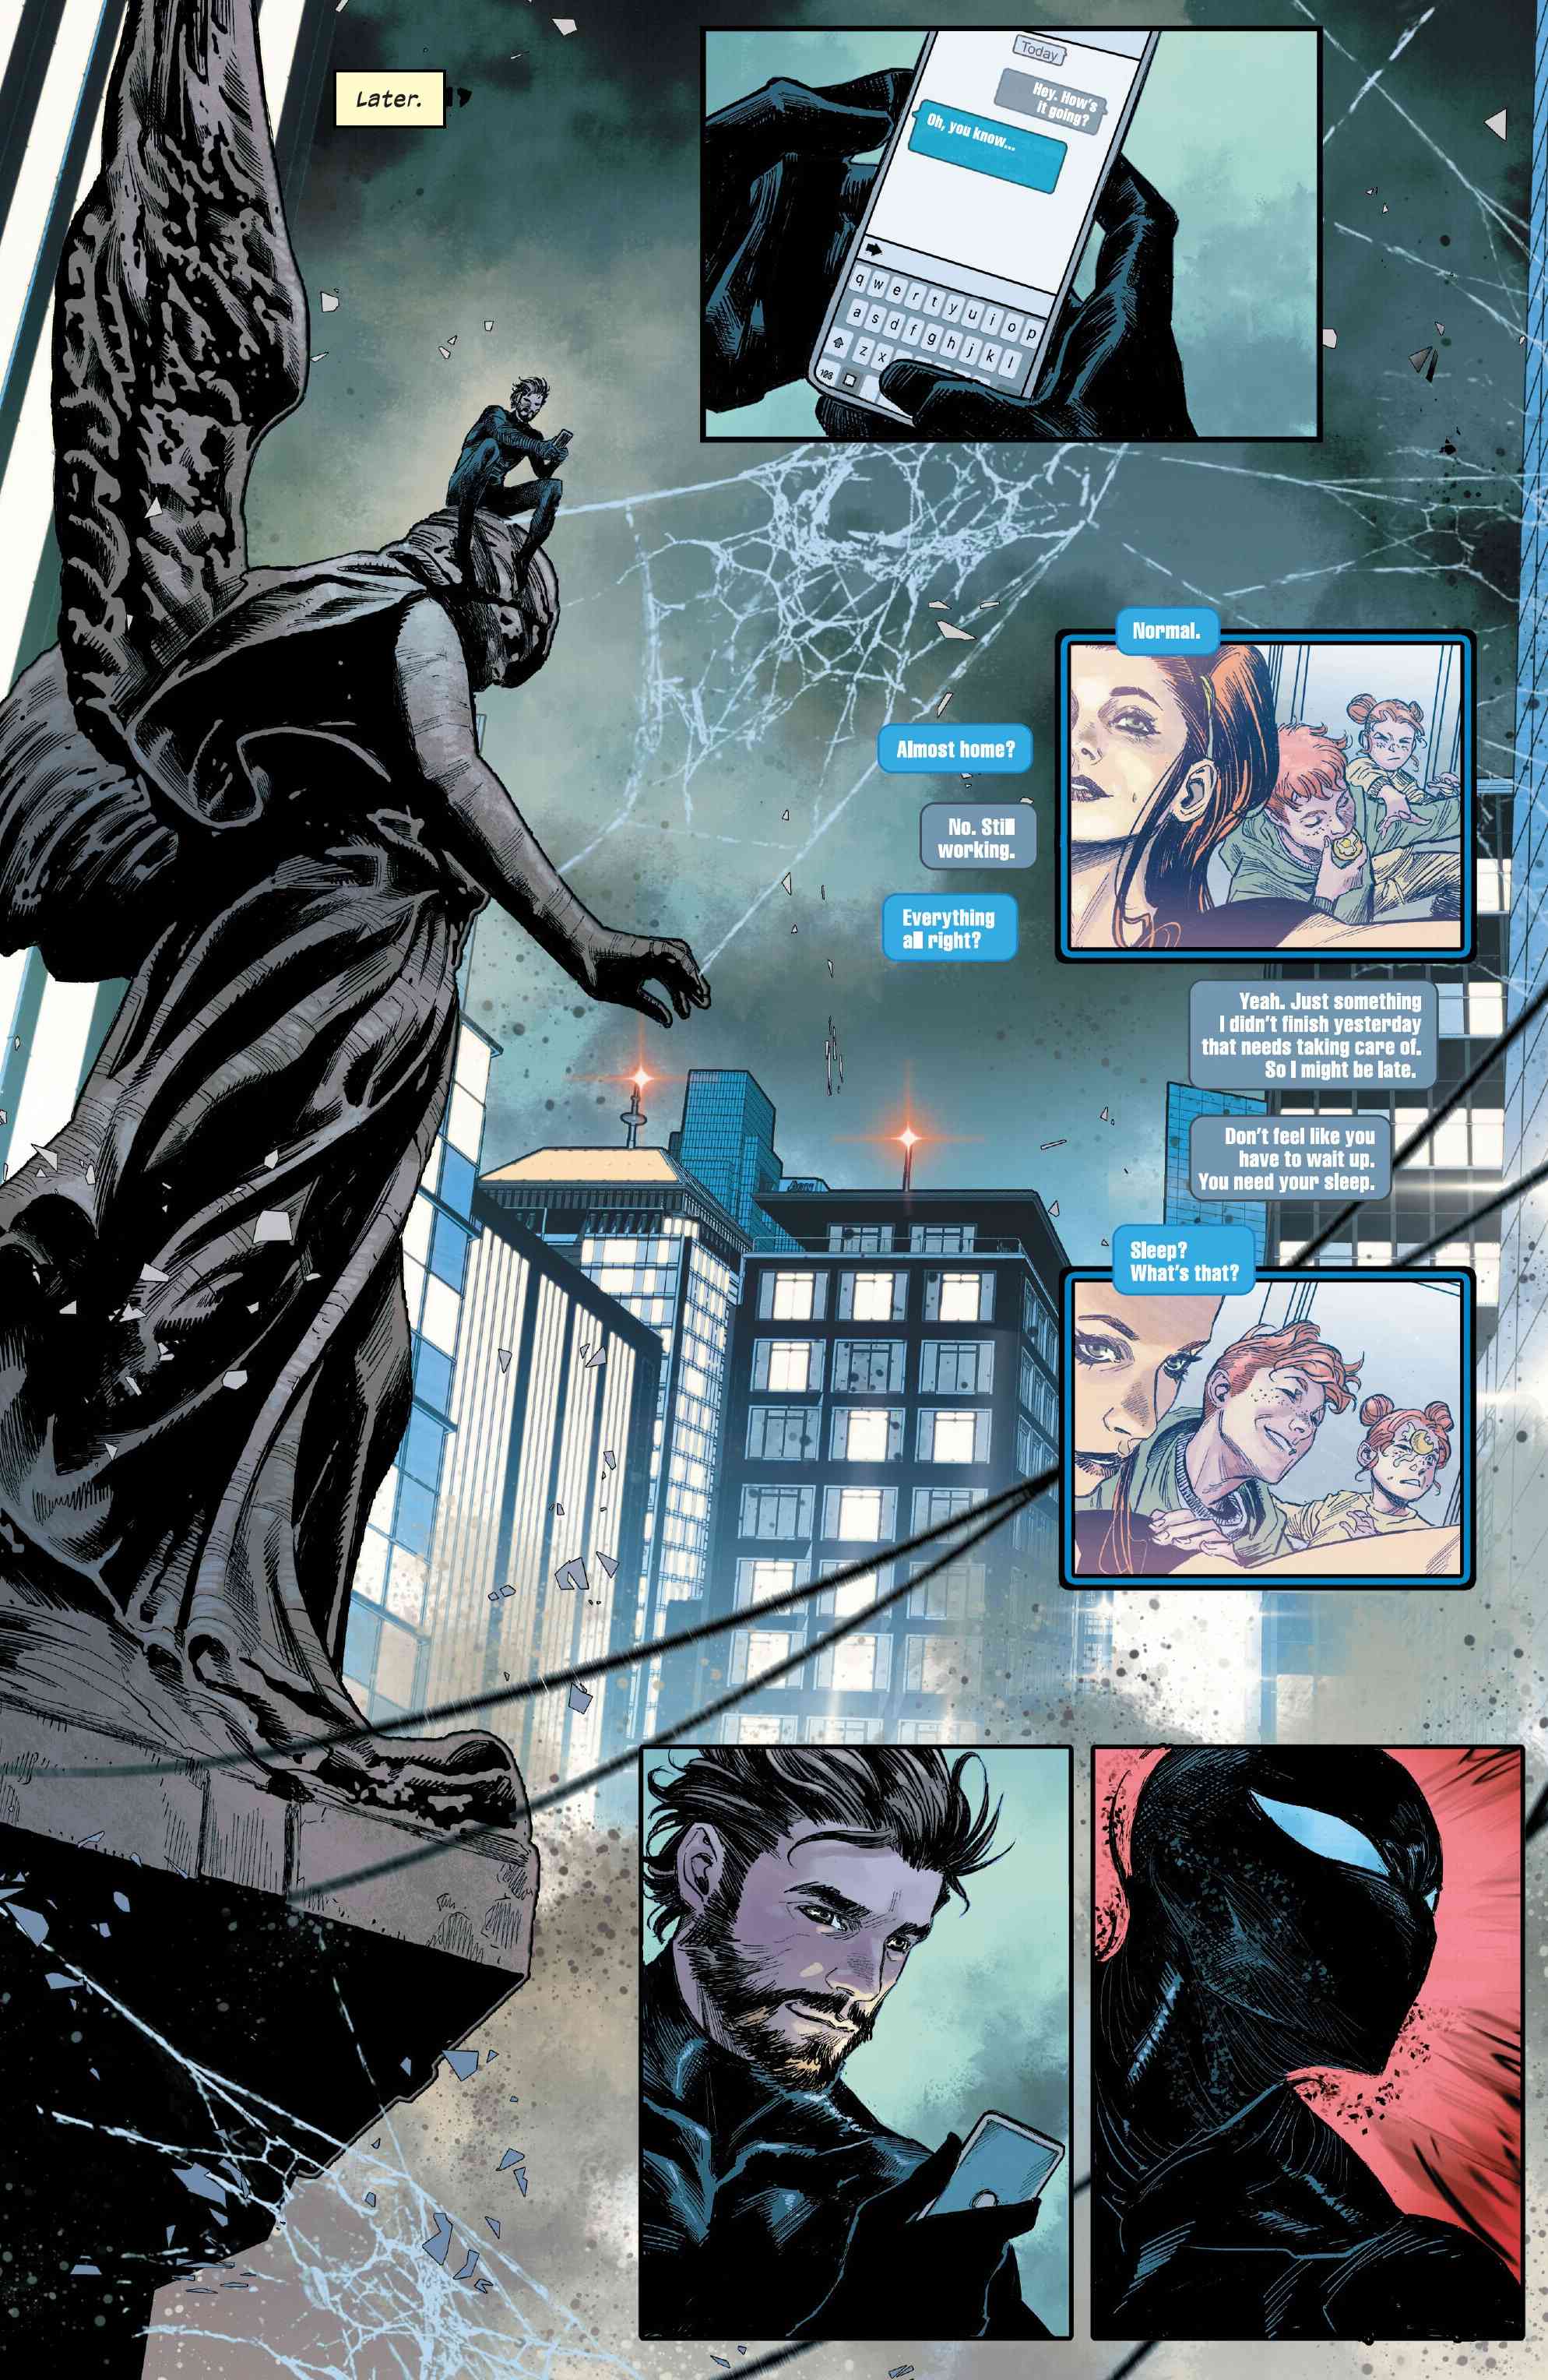 Later.
Today
Hey. How's
it going?
Oh, you know...
q w e r t y u i o p
a s d f g h j k l
z x
123
Normal.
Almost home?
No. Still
working.
Everything
all right?
Yeah. Just something
I didn't finish yesterday
that needs taking care of.
So I might be late.
Don't feel like you
have to wait up.
You need your sleep.
Sleep?
What's that?